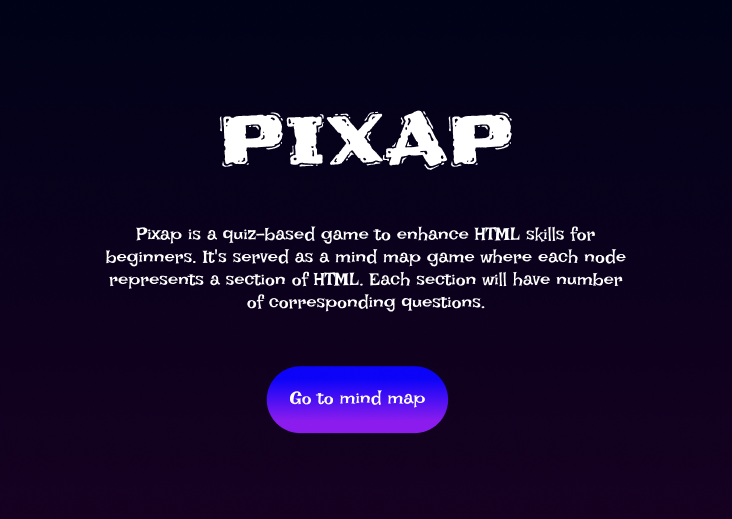 PIXAP
Pixap is a quiz-based game to enhance HTML skills for
beginners. It's served as a mind map game where each node
represents a section of HTML. Each section will have number
of corresponding questions.
Go to mind map